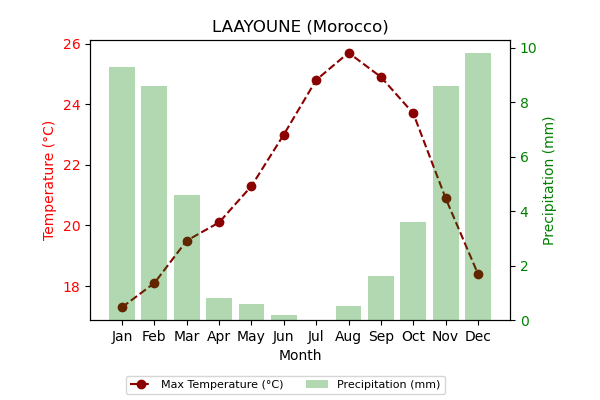 LAAYOUNE (Morocco)
26
24
22
20
18
Temperature (°C)
10
8
6
4
2
0
Precipitation (mm)
Jan Feb Mar Apr May Jun Jul Aug Sep Oct Nov Dec
Month
Max Temperature (°C) Precipitation (mm)